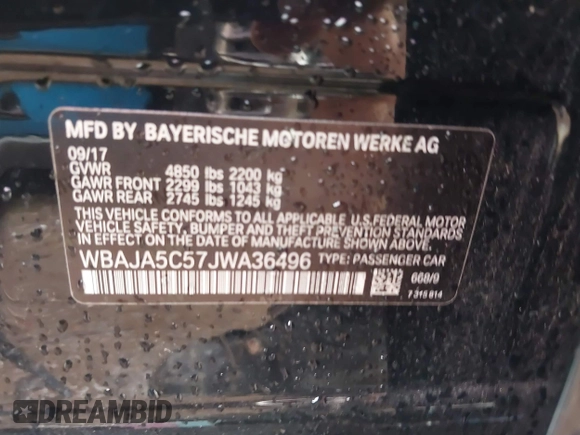 MFD BY BAYERISCHE MOTOREN WERKE AG
09/17
GVWR 4850 lbs 2200 kg
GAWR FRONT 2299 lbs 1043 kg
GAWR REAR 2745 lbs 1245 kg
THIS VEHICLE CONFORMS TO ALL APPLICABLE U.S.FEDERAL MOTOR
VEHICLE SAFETY, BUMPER AND THEFT PREVENTION STANDARDS
IN EFFECT ON THE DATE OF MANUFACTURE SHOWN ABOVE.
WBAJA5C57JWA36496 TYPE: PASSENGER CAR
668/9
7 315 814
DREAMBID